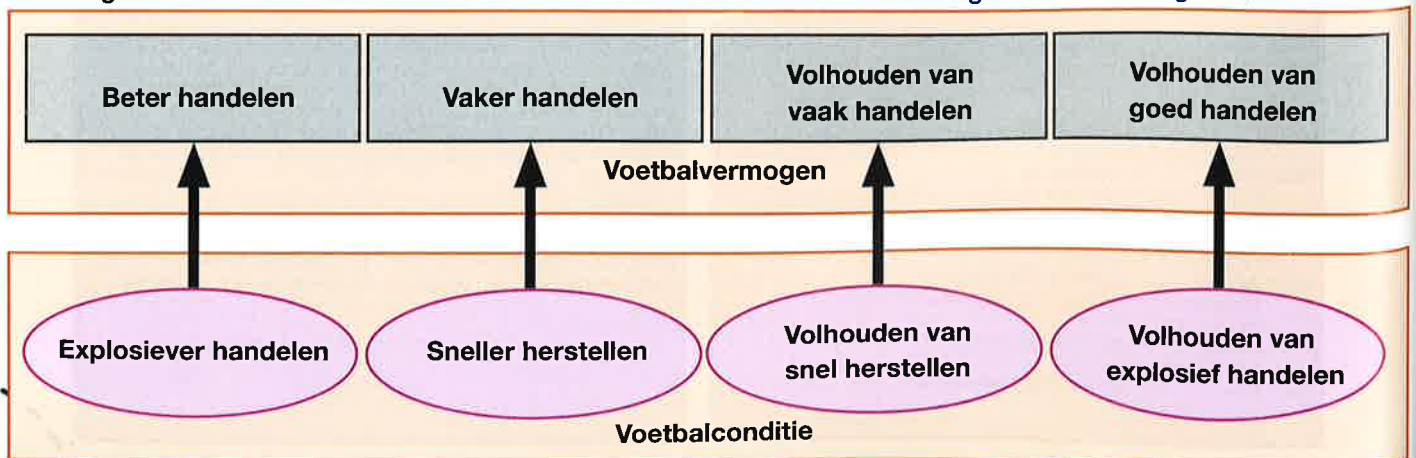 Beter handelen
Vaker handelen
Volhouden van
vaak handelen
Volhouden van
goed handelen
Voetbalvermogen
Explosiever handelen
Sneller herstellen
Volhouden van
snel herstellen
Volhouden van
explosief handelen
Voetbalconditie